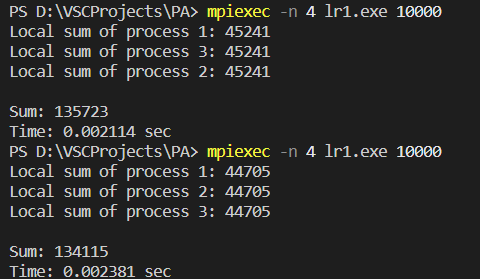 PS D:\VSCProjects\PA> mpiexec -n 4 lr1.exe 10000
Local sum of process 1: 45241
Local sum of process 3: 45241
Local sum of process 2: 45241
Sum: 135723
Time: 0.002114 sec
PS D:\VSCProjects\PA> mpiexec -n 4 lr1.exe 10000
Local sum of process 1: 44705
Local sum of process 2: 44705
Local sum of process 3: 44705
Sum: 134115
Time: 0.002381 sec